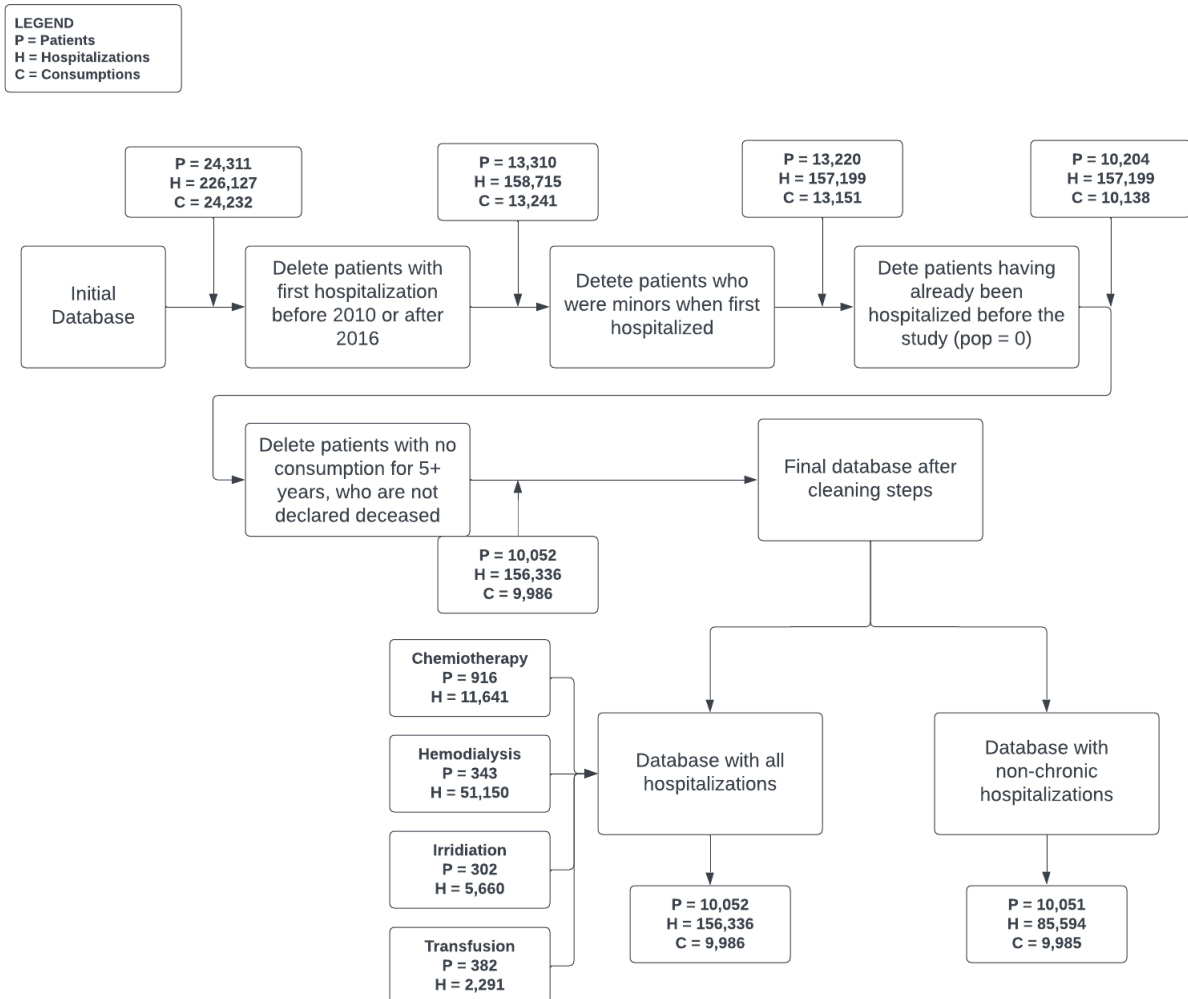 LEGEND
P = Patients
H = Hospitalizations
C = Consumptions
P = 24,311
H = 226,127
C = 24,232
P = 13,310
H = 158,715
C = 13,241
P = 13,220
H = 157,199
C = 13,151
P = 10,204
H = 157,199
C = 10,138
Initial
Database
Delete patients with
first hospitalization
before 2010 or after
2016
Detete patients who
were minors when first
hospitalized
Dete patients having
already been
hospitalized before the
study (pop = 0)
Delete patients with no
consumption for 5+
years, who are not
declared deceased
Final database after
cleaning steps
P = 10,052
H = 156,336
C = 9,986
Chemiotherapy
P = 916
H = 11,641
Hemodialysis
P = 343
H = 51,150
Irridiation
P = 302
H = 5,660
Transfusion
P = 382
H = 2,291
Database with all
hospitalizations
Database with
non-chronic
hospitalizations
P = 10,052
H = 156,336
C = 9,986
P = 10,051
H = 85,594
C = 9,985